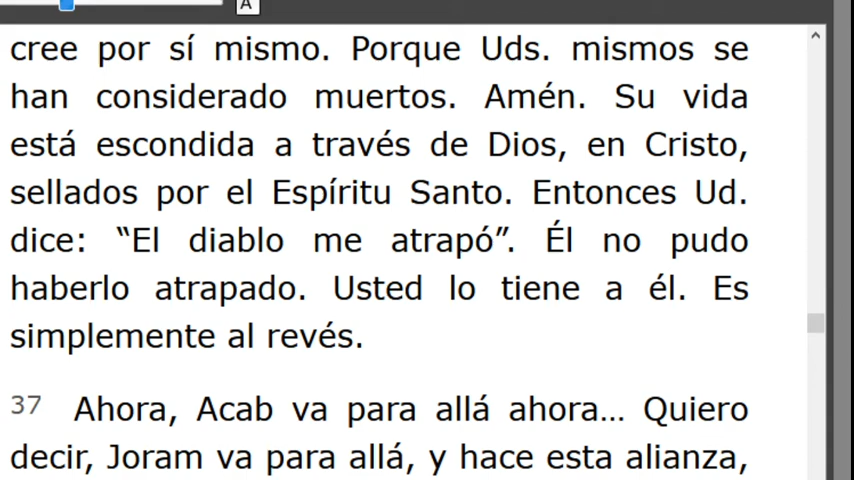 A
cree por sí mismo. Porque Uds. mismos se
han considerado muertos. Amén. Su vida
está escondida a través de Dios, en Cristo,
sellados por el Espíritu Santo. Entonces Ud.
dice: “El diablo me atrapó”. Él no pudo
haberlo atrapado. Usted lo tiene a él. Es
simplemente al revés.
37 Ahora, Acab va para allá ahora… Quiero
decir, Joram va para allá, y hace esta alianza,